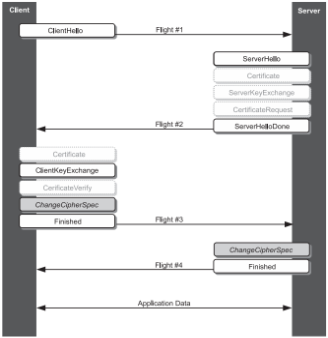 Client
Server
ClientHello
Flight #1
ServerHello
Certificate
ServerKeyExchange
CertificateRequest
Flight #2
ServerHelloDone
Certificate
ClientKeyExchange
CerificateVerify
ChangeCipherSpec
Finished
Flight #3
ChangeCipherSpec
Flight #4
Finished
Application Data